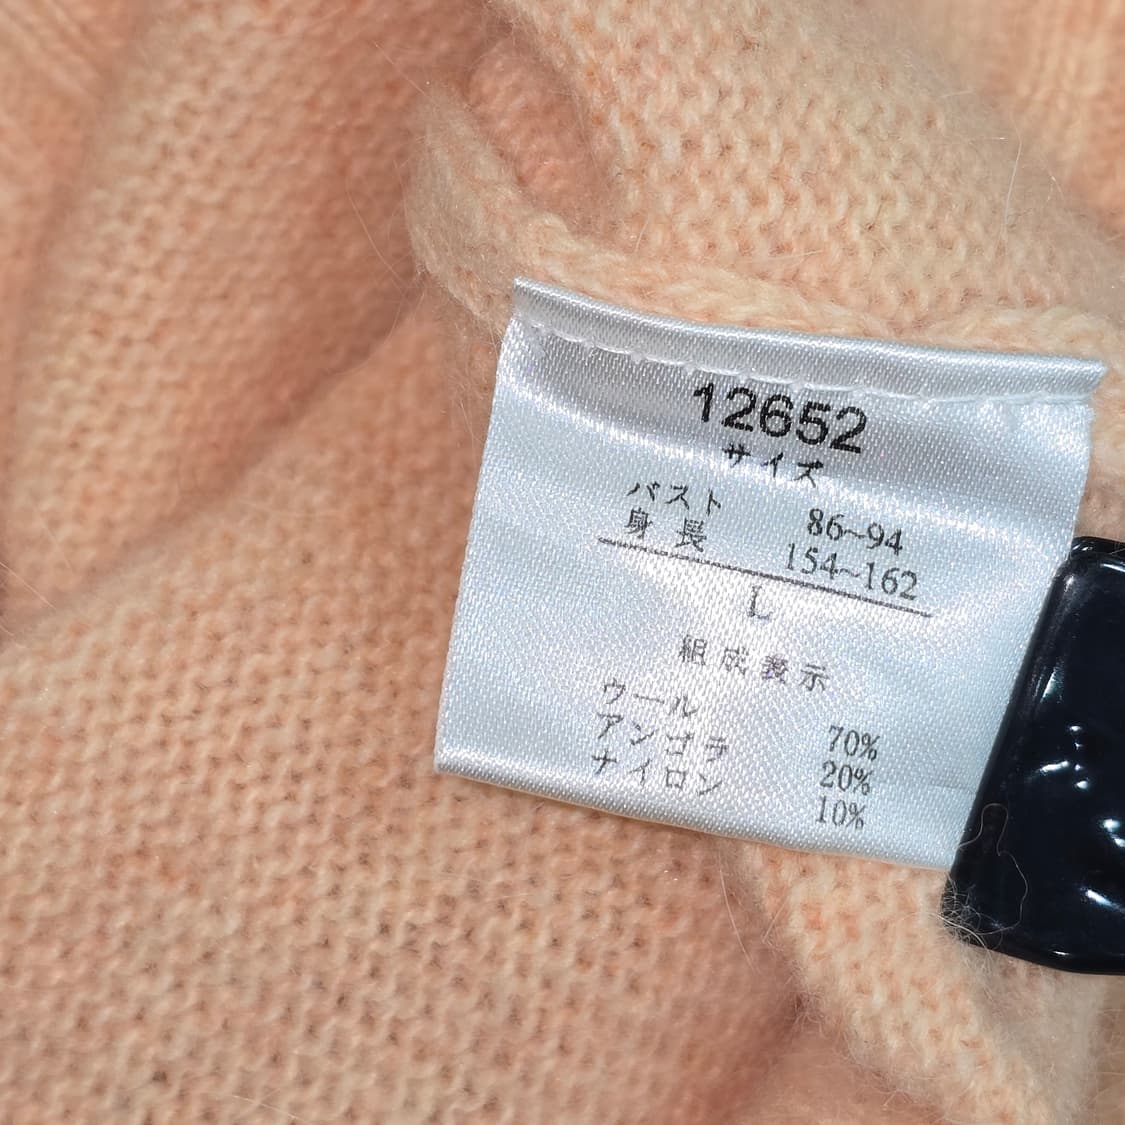 12652
サイズ
バスト 86~94
身長 154~162
L
組成表示
ウール 70%
アンゴラ 20%
ナイロン 10%